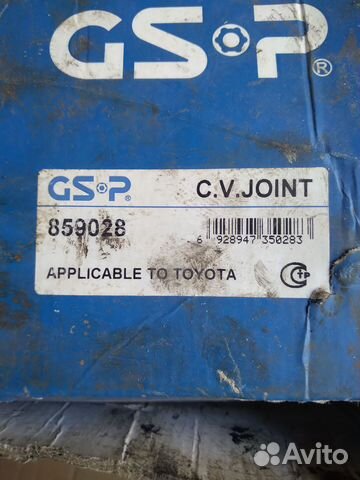 GSP®
GSP® C.V.JOINT
859028
6 928947 350283
APPLICABLE TO TOYOTA
Avito